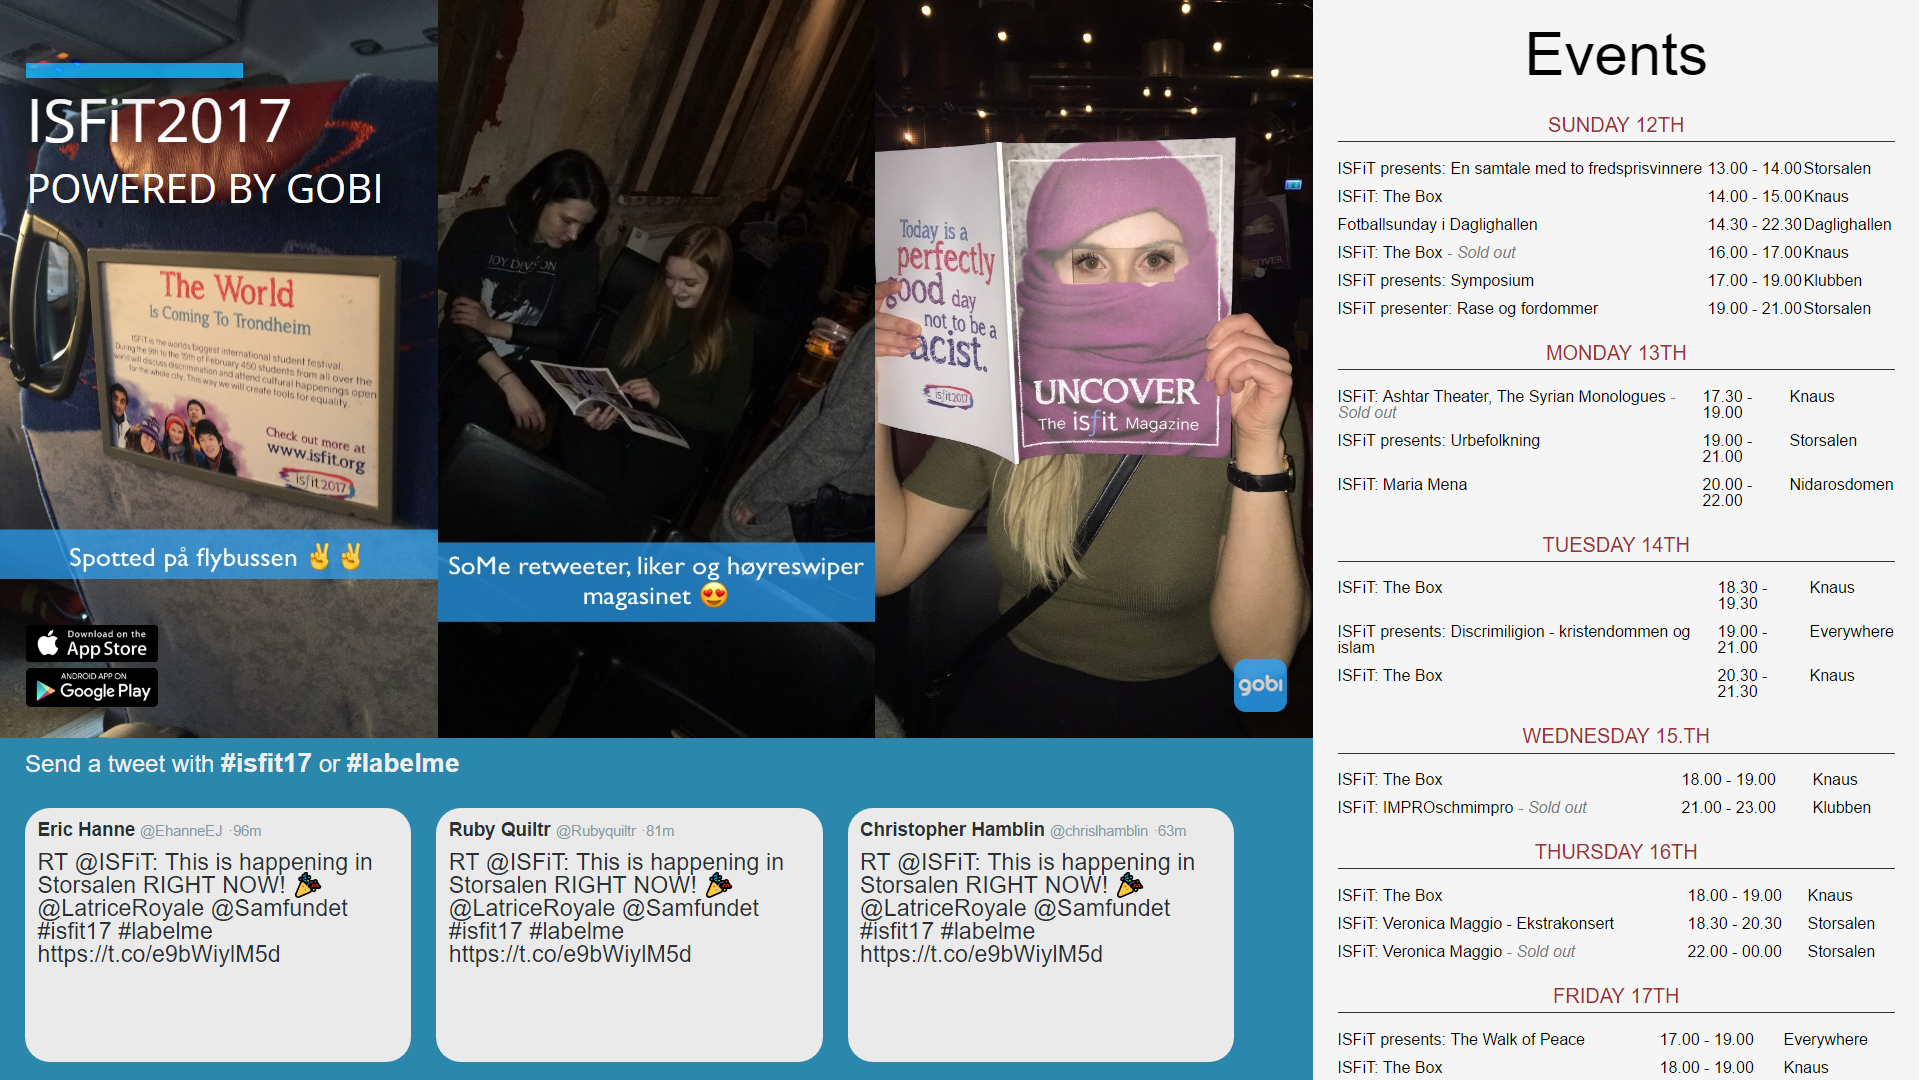 ISFiT2017
POWERED BY GOBI
The World
Is Coming To Trondheim
ISFiT is the worlds biggest international student festival.
During the 9th to the 19th of February 450 students from all over the
world will discuss discrimination and attend cultural happenings open
for the whole city. This way we will create tools for equality.
Check out more at
www.isfit.org
isfit2017
Spotted på flybussen ✌️✌️
Download on the
App Store
ANDROID APP ON
Google Play
JOY DIVISION
SoMe retweeter, liker og høyreswiper
magasinet 😍
Today is a
perfectly
good day
not to be a
acist.
isfit2017
UNCOVER
The isfit Magazine
gobi
Send a tweet with #isfit17 or #labelme
Eric Hanne @EhanneEJ ·96m
RT @ISFiT: This is happening in
Storsalen RIGHT NOW! 🎉
@LatriceRoyale @Samfundet
#isfit17 #labelme
https://t.co/e9bWiylM5d
Ruby Quiltr @Rubyquiltr ·81m
RT @ISFiT: This is happening in
Storsalen RIGHT NOW! 🎉
@LatriceRoyale @Samfundet
#isfit17 #labelme
https://t.co/e9bWiylM5d
Christopher Hamblin @chrislhamblin ·63m
RT @ISFiT: This is happening in
Storsalen RIGHT NOW! 🎉
@LatriceRoyale @Samfundet
#isfit17 #labelme
https://t.co/e9bWiylM5d
Events
SUNDAY 12TH
ISFiT presents: En samtale med to fredsprisvinnere 13.00 - 14.00 Storsalen
ISFiT: The Box 14.00 - 15.00 Knaus
Fotballsunday i Daglighallen 14.30 - 22.30 Daglighallen
ISFiT: The Box - Sold out 16.00 - 17.00 Knaus
ISFiT presents: Symposium 17.00 - 19.00 Klubben
ISFiT presenter: Rase og fordommer 19.00 - 21.00 Storsalen
MONDAY 13TH
ISFiT: Ashtar Theater, The Syrian Monologues - 17.30 - Knaus
Sold out 19.00
ISFiT presents: Urbefolkning 19.00 - Storsalen
21.00
ISFiT: Maria Mena 20.00 - Nidarosdomen
22.00
TUESDAY 14TH
ISFiT: The Box 18.30 - Knaus
19.30
ISFiT presents: Discrimiligion - kristendommen og 19.00 - Everywhere
islam 21.00
ISFiT: The Box 20.30 - Knaus
21.30
WEDNESDAY 15.TH
ISFiT: The Box 18.00 - 19.00 Knaus
ISFiT: IMPROschmimpro - Sold out 21.00 - 23.00 Klubben
THURSDAY 16TH
ISFiT: The Box 18.00 - 19.00 Knaus
ISFiT: Veronica Maggio - Ekstrakonsert 18.30 - 20.30 Storsalen
ISFiT: Veronica Maggio - Sold out 22.00 - 00.00 Storsalen
FRIDAY 17TH
ISFiT presents: The Walk of Peace 17.00 - 19.00 Everywhere
ISFiT: The Box 18.00 - 19.00 Knaus